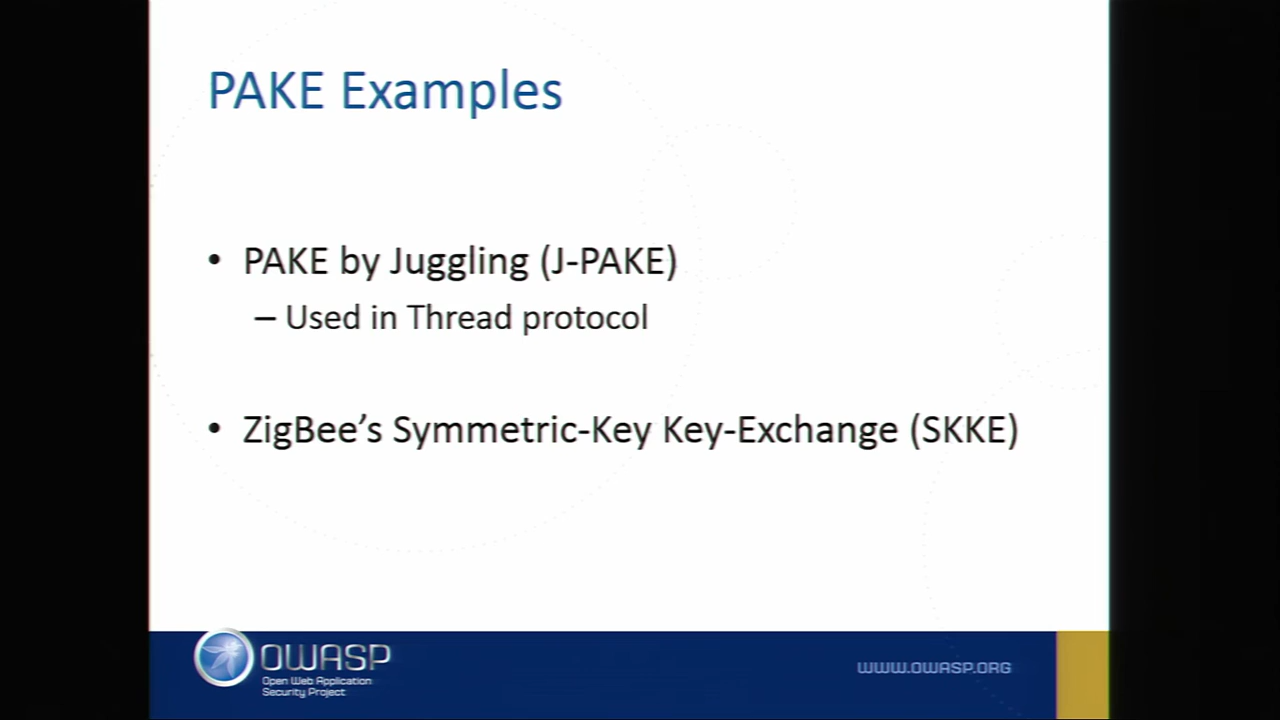 PAKE Examples
• PAKE by Juggling (J-PAKE)
– Used in Thread protocol
• ZigBee’s Symmetric-Key Key-Exchange (SKKE)
OWASP
Open Web Application
Security Project
WWW.OWASP.ORG